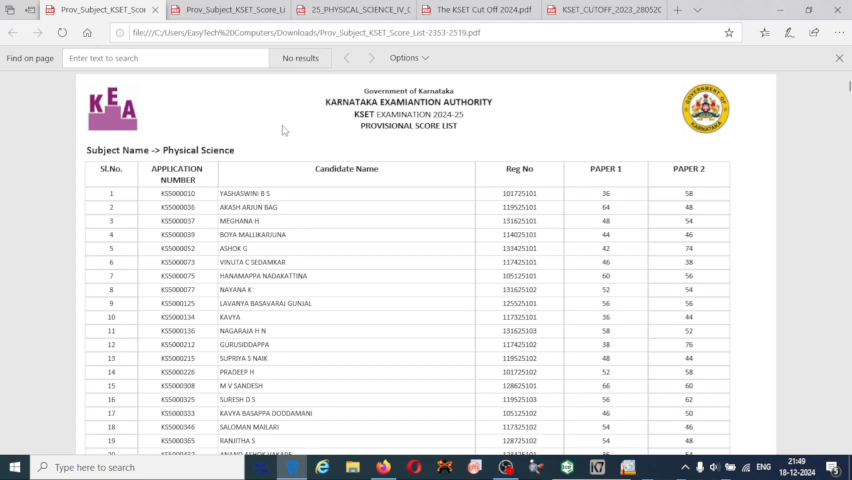 Prov_Subject_KSET_Sco
Prov_Subject_KSET_Score_Li
25_PHYSICAL_SCIENCE_IV_C
The KSET Cut Off 2024.pdf
KSET_CUTOFF_2023_280520
file:///C:/Users/EasyTech%20Computers/Downloads/Prov_Subject_KSET_Score_List-2353-2519.pdf
Find on page
Enter text to search
No results
Options
KEA
Government of Karnataka
KARNATAKA EXAMIANTION AUTHORITY
KSET EXAMINATION 2024-25
PROVISIONAL SCORE LIST
Subject Name -> Physical Science
Sl.No. APPLICATION NUMBER Candidate Name Reg No PAPER 1 PAPER 2
1 KS5000010 YASHASWINI B S 101725101 36 58
2 KS5000036 AKASH ARJUN BAG 119525101 64 48
3 KS5000037 MEGHANA H 131625101 48 54
4 KS5000039 BOYA MALLIKARJUNA 114025101 44 46
5 KS5000052 ASHOK G 133425101 42 74
6 KS5000073 VINUTA C SEDAMKAR 117425101 46 38
7 KS5000075 HANAMAPPA NADAKATTINA 105125101 60 56
8 KS5000077 NAYANA K 131625102 52 54
9 KS5000125 LAVANYA BASAVARAJ GUNJAL 125525101 56 56
10 KS5000134 KAVYA 117325101 36 44
11 KS5000136 NAGARAJA H N 131625103 58 52
12 KS5000212 GURUSIDDAPPA 117425102 38 76
13 KS5000215 SUPRIYA S NAIK 119525102 48 44
14 KS5000226 PRADEEP H 101725102 52 58
15 KS5000308 M V SANDESH 128625101 66 60
16 KS5000325 SURESH D S 119525103 56 62
17 KS5000333 KAVYA BASAPPA DODDAMANI 105125102 46 50
18 KS5000346 SALOMAN MAILARI 117325102 54 46
19 KS5000365 RANJITHA S 128725102 54 48
Type here to search
ENG
21:49
18-12-2024